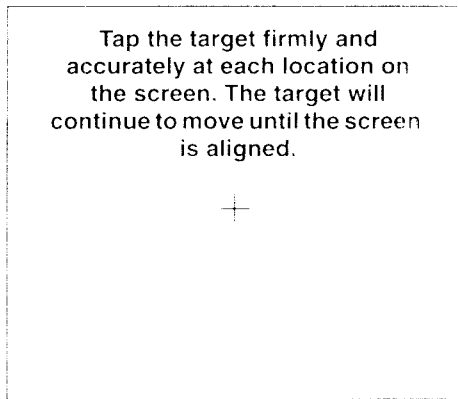 Tap the target firmly and
accurately at each location on
the screen. The target will
continue to move until the screen
is aligned.